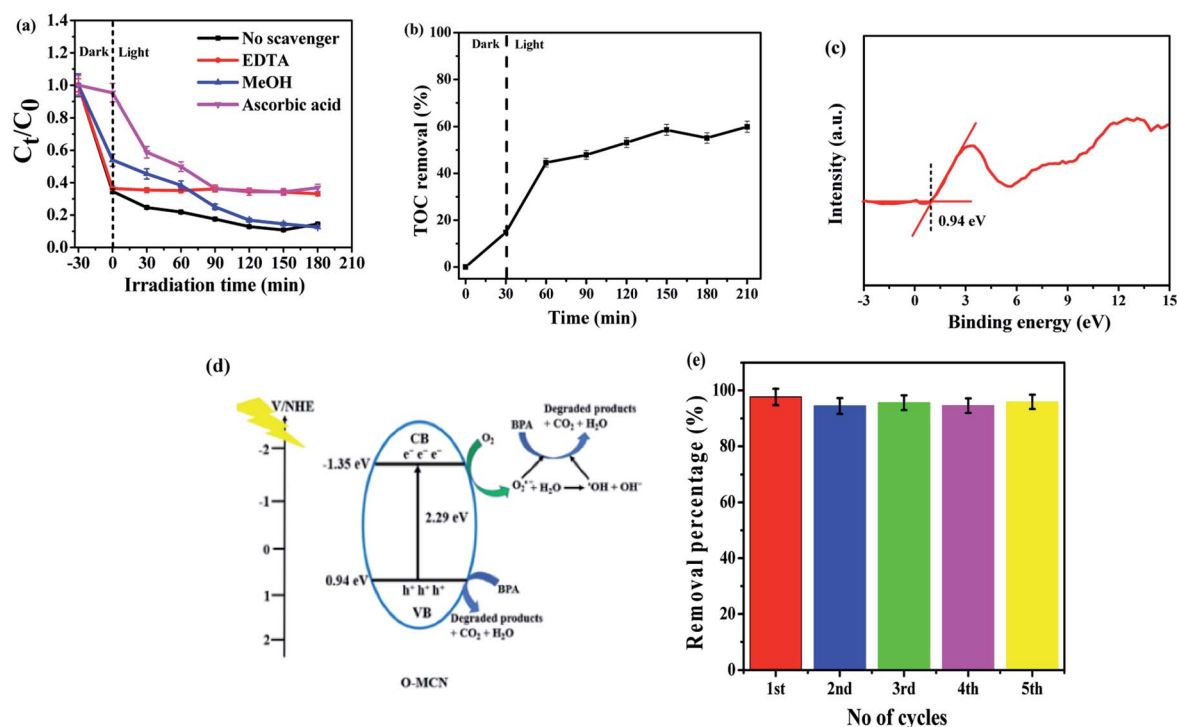 (a)
1.4
1.2
1.0
0.8
0.6
0.4
0.2
0.0
Cₜ/C₀
Dark
Light
No scavenger
EDTA
MeOH
Ascorbic acid
-30 0 30 60 90 120 150 180 210
Irradiation time (min)
(b)
100
80
60
40
20
0
TOC removal (%)
Dark
Light
0 30 60 90 120 150 180 210
Time (min)
(c)
Intensity (a.u.)
0.94 eV
-3 0 3 6 9 12 15
Binding energy (eV)
(d)
V/NHE
-2
-1
0
1
2
-1.35 eV
0.94 eV
CB
e⁻ e⁻ e⁻
2.29 eV
h⁺ h⁺ h⁺
VB
O₂
BPA
Degraded products
+ CO₂ + H₂O
O₂•⁻ + H₂O → •OH + OH⁻
BPA
Degraded products
+ CO₂ + H₂O
O-MCN
(e)
100
80
60
40
20
0
Removal percentage (%)
1st 2nd 3rd 4th 5th
No of cycles